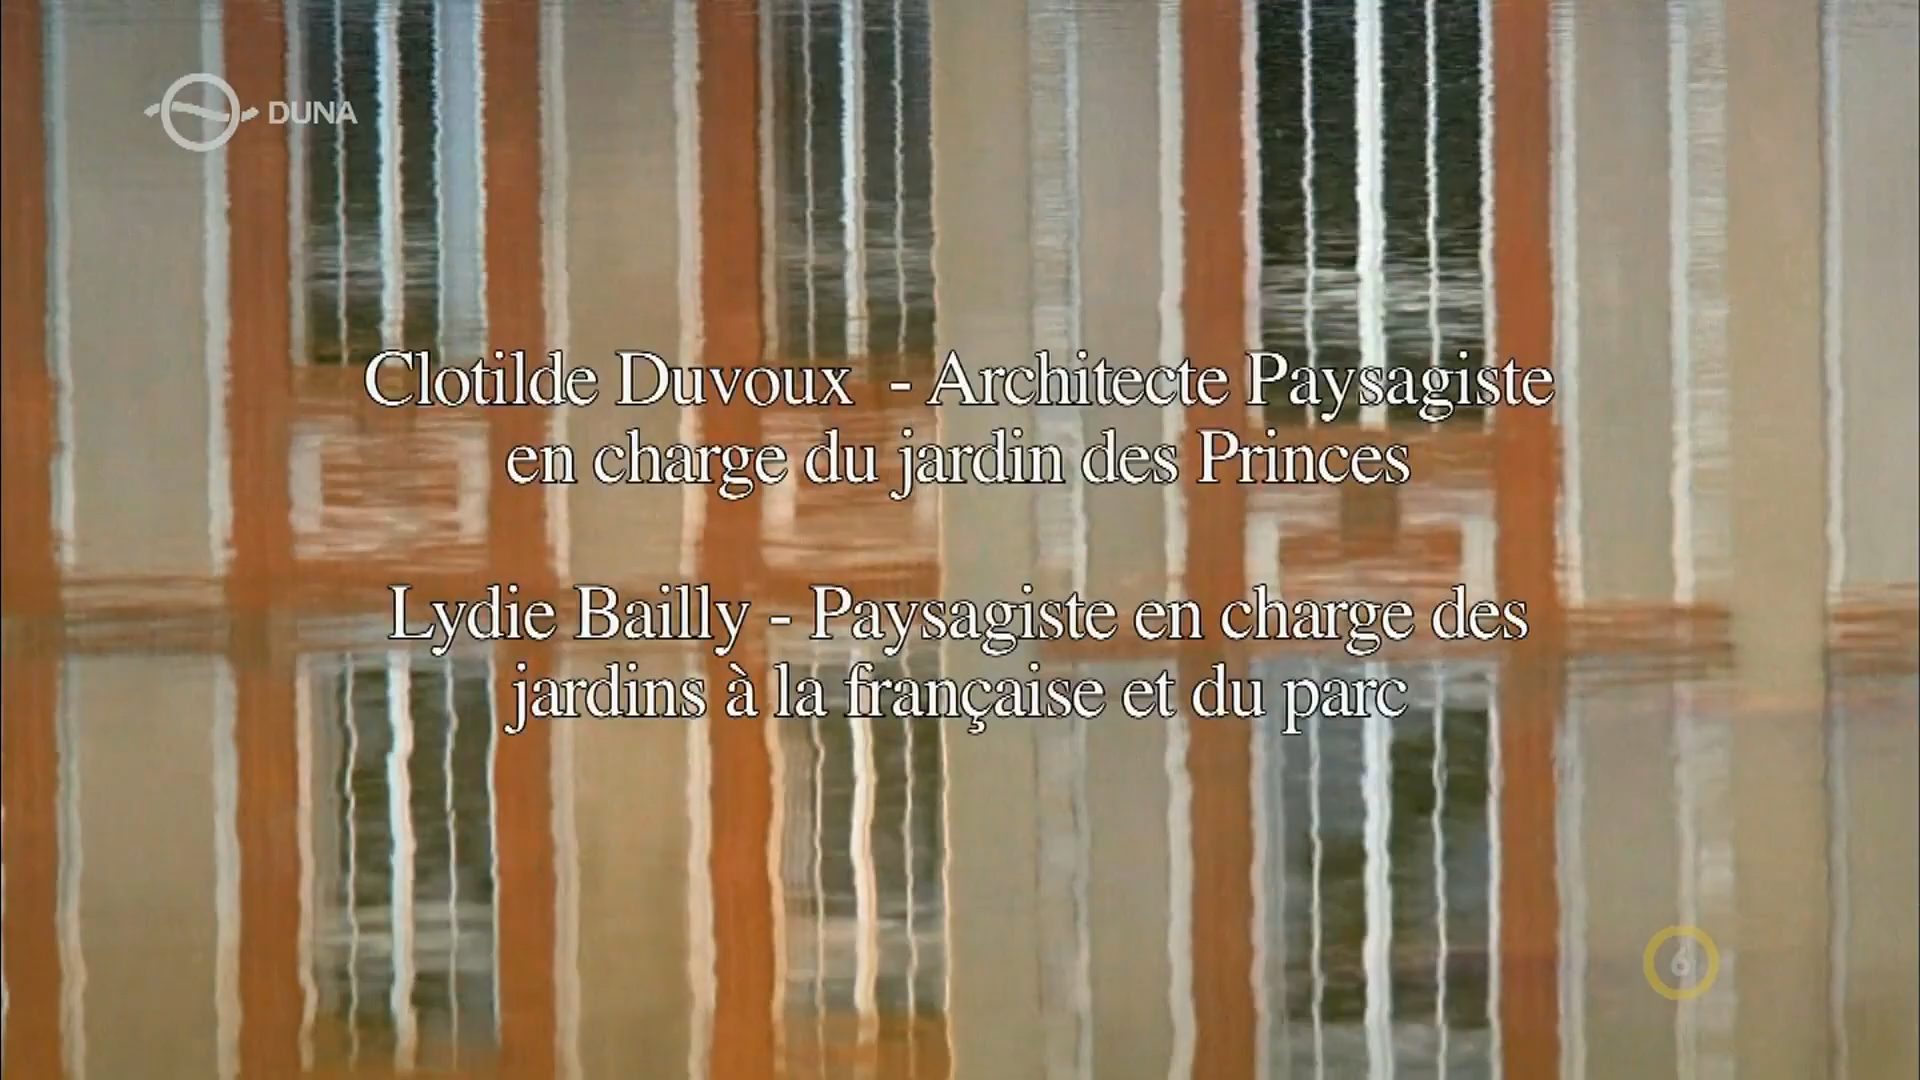 DUNA
Clotilde Duvoux - Architecte Paysagiste
en charge du jardin des Princes
Lydie Bailly - Paysagiste en charge des
jardins à la française et du parc
6